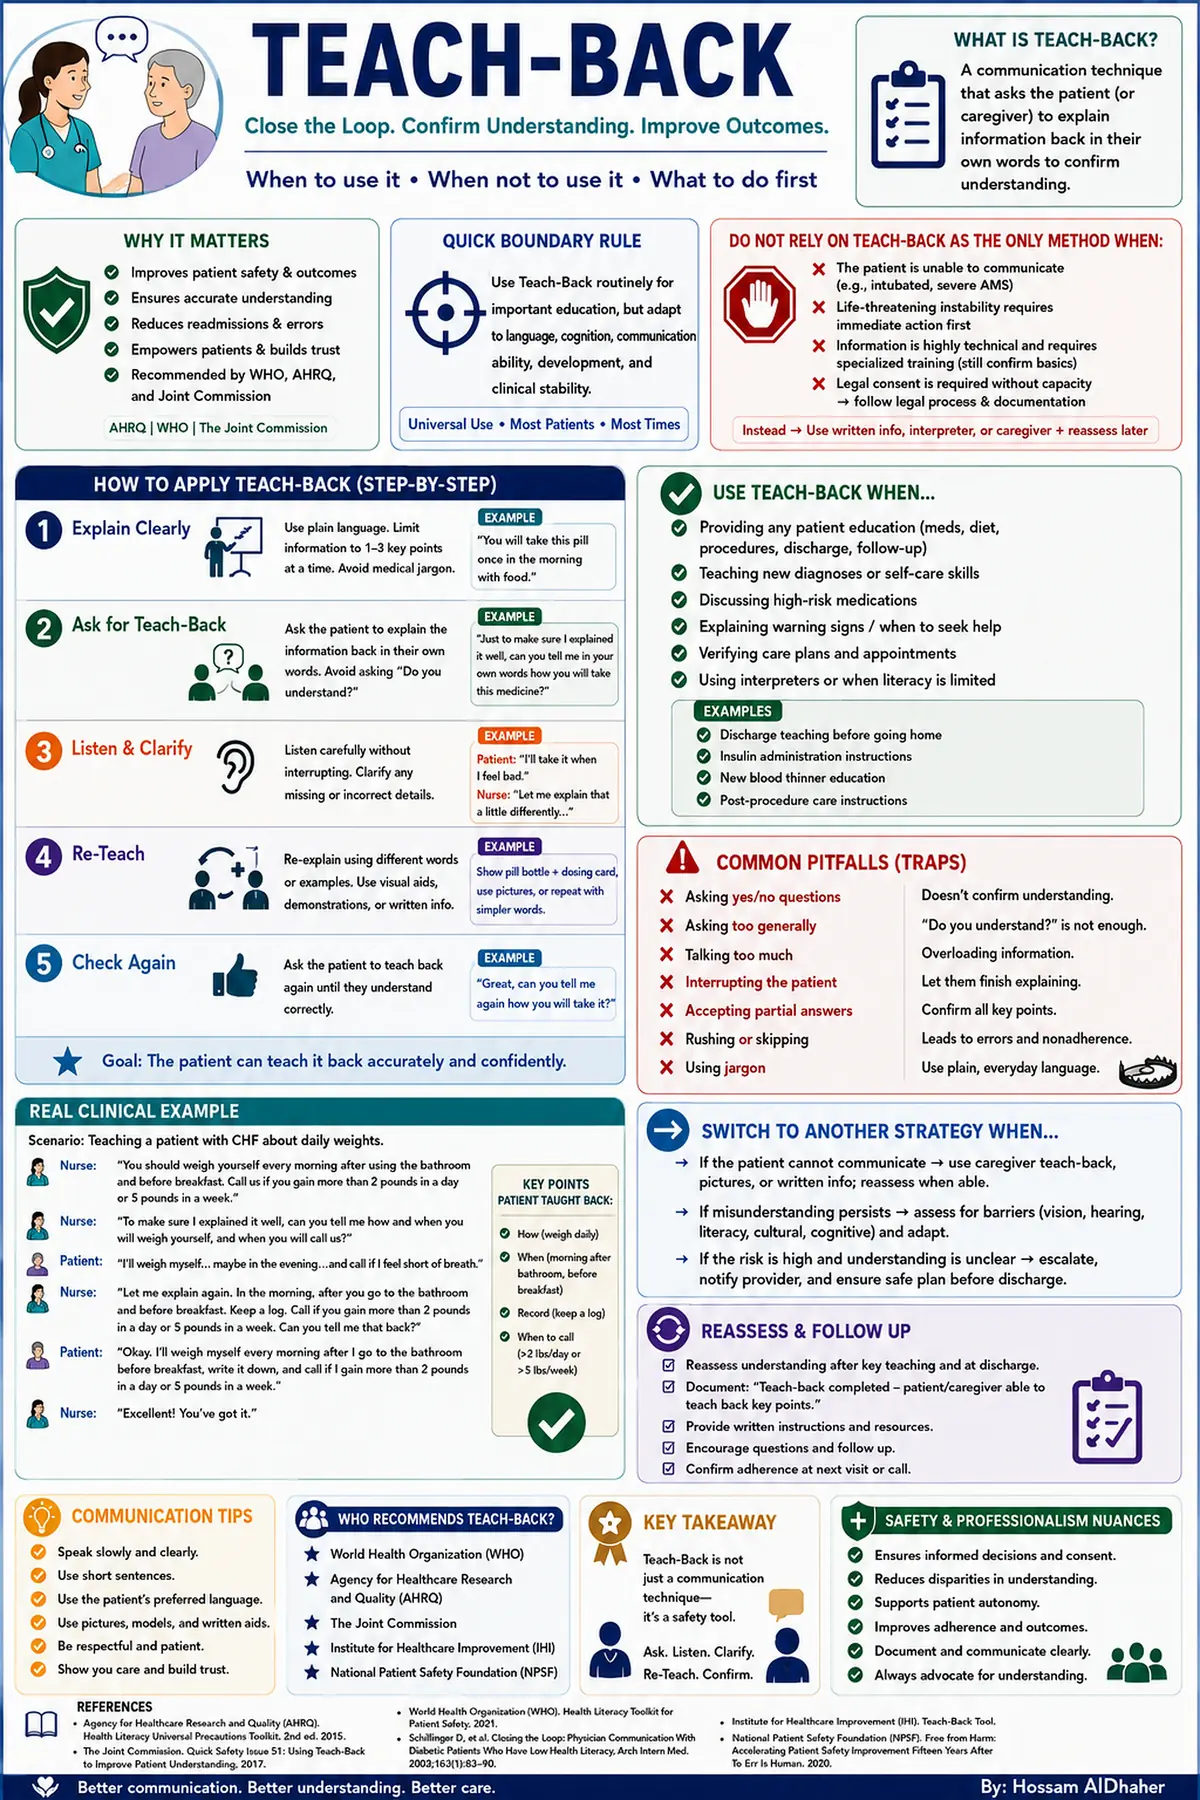 TEACH-BACK
Close the Loop. Confirm Understanding. Improve Outcomes.
When to use it • When not to use it • What to do first
WHAT IS TEACH-BACK?
A communication technique
that asks the patient (or
caregiver) to explain
information back in their
own words to confirm
understanding.
WHY IT MATTERS
Improves patient safety & outcomes
Ensures accurate understanding
Reduces readmissions & errors
Empowers patients & builds trust
Recommended by WHO, AHRQ,
and Joint Commission
AHRQ | WHO | The Joint Commission
QUICK BOUNDARY RULE
Use Teach-Back routinely for
important education, but adapt
to language, cognition, communication
ability, development, and
clinical stability.
Universal Use • Most Patients • Most Times
DO NOT RELY ON TEACH-BACK AS THE ONLY METHOD WHEN:
The patient is unable to communicate
(e.g., intubated, severe AMS)
Life-threatening instability requires
immediate action first
Information is highly technical and requires
specialized training (still confirm basics)
Legal consent is required without capacity
→ follow legal process & documentation
Instead → Use written info, interpreter, or caregiver + reassess later
HOW TO APPLY TEACH-BACK (STEP-BY-STEP)
1 Explain Clearly
Use plain language. Limit
information to 1–3 key points
at a time. Avoid medical jargon.
EXAMPLE
"You will take this pill
once in the morning
with food."
2 Ask for Teach-Back
?
Ask the patient to explain the
information back in their own
words. Avoid asking "Do you
understand?"
EXAMPLE
"Just to make sure I explained
it well, can you tell me in your
own words how you will take
this medicine?"
3 Listen & Clarify
Listen carefully without
interrupting. Clarify any
missing or incorrect details.
EXAMPLE
Patient: "I'll take it when
I feel bad."
Nurse: "Let me explain that
a little differently..."
4 Re-Teach
Re-explain using different words
or examples. Use visual aids,
demonstrations, or written info.
EXAMPLE
Show pill bottle + dosing card,
use pictures, or repeat with
simpler words.
5 Check Again
Ask the patient to teach back
again until they understand
correctly.
EXAMPLE
"Great, can you tell me
again how you will take it?"
Goal: The patient can teach it back accurately and confidently.
USE TEACH-BACK WHEN...
Providing any patient education (meds, diet,
procedures, discharge, follow-up)
Teaching new diagnoses or self-care skills
Discussing high-risk medications
Explaining warning signs / when to seek help
Verifying care plans and appointments
Using interpreters or when literacy is limited
EXAMPLES
Discharge teaching before going home
Insulin administration instructions
New blood thinner education
Post-procedure care instructions
COMMON PITFALLS (TRAPS)
Asking yes/no questions Doesn't confirm understanding.
Asking too generally "Do you understand?" is not enough.
Talking too much Overloading information.
Interrupting the patient Let them finish explaining.
Accepting partial answers Confirm all key points.
Rushing or skipping Leads to errors and nonadherence.
Using jargon Use plain, everyday language.
REAL CLINICAL EXAMPLE
Scenario: Teaching a patient with CHF about daily weights.
Nurse: "You should weigh yourself every morning after using the bathroom
and before breakfast. Call us if you gain more than 2 pounds in a day
or 5 pounds in a week."
Nurse: "To make sure I explained it well, can you tell me how and when you
will weigh yourself, and when you will call us?"
Patient: "I'll weigh myself... maybe in the evening...and call if I feel short of breath."
Nurse: "Let me explain again. In the morning, after you go to the bathroom
and before breakfast. Keep a log. Call if you gain more than 2 pounds
in a day or 5 pounds in a week. Can you tell me that back?"
Patient: "Okay. I'll weigh myself every morning after I go to the bathroom
before breakfast, write it down, and call if I gain more than 2 pounds
in a day or 5 pounds in a week."
Nurse: "Excellent! You've got it."
KEY POINTS
PATIENT TAUGHT BACK:
How (weigh daily)
When (morning after
bathroom, before
breakfast)
Record (keep a log)
When to call
(>2 lbs/day or
>5 lbs/week)
SWITCH TO ANOTHER STRATEGY WHEN...
→ If the patient cannot communicate → use caregiver teach-back,
pictures, or written info; reassess when able.
→ If misunderstanding persists → assess for barriers (vision, hearing,
literacy, cultural, cognitive) and adapt.
→ If the risk is high and understanding is unclear → escalate,
notify provider, and ensure safe plan before discharge.
REASSESS & FOLLOW UP
Reassess understanding after key teaching and at discharge.
Document: "Teach-back completed – patient/caregiver able to
teach back key points."
Provide written instructions and resources.
Encourage questions and follow up.
Confirm adherence at next visit or call.
COMMUNICATION TIPS
Speak slowly and clearly.
Use short sentences.
Use the patient's preferred language.
Use pictures, models, and written aids.
Be respectful and patient.
Show you care and build trust.
WHO RECOMMENDS TEACH-BACK?
World Health Organization (WHO)
Agency for Healthcare Research
and Quality (AHRQ)
The Joint Commission
Institute for Healthcare Improvement (IHI)
National Patient Safety Foundation (NPSF)
KEY TAKEAWAY
Teach-Back is not
just a communication
technique—
it's a safety tool.
Ask. Listen. Clarify.
Re-Teach. Confirm.
SAFETY & PROFESSIONALISM NUANCES
Ensures informed decisions and consent.
Reduces disparities in understanding.
Supports patient autonomy.
Improves adherence and outcomes.
Document and communicate clearly.
Always advocate for understanding.
REFERENCES
• Agency for Healthcare Research and Quality (AHRQ).
Health Literacy Universal Precautions Toolkit. 2nd ed. 2015.
• The Joint Commission. Quick Safety Issue 51: Using Teach-Back
to Improve Patient Understanding. 2017.
• World Health Organization (WHO). Health Literacy Toolkit for
Patient Safety. 2021.
• Schillinger D, et al. Closing the Loop: Physician Communication With
Diabetic Patients Who Have Low Health Literacy, Arch Intern Med.
2003;163(1):83–90.
• Institute for Healthcare Improvement (IHI). Teach-Back Tool.
• National Patient Safety Foundation (NPSF). Free from Harm:
Accelerating Patient Safety Improvement Fifteen Years After
To Err Is Human. 2020.
Better communication. Better understanding. Better care.
By: Hossam AlDhaher